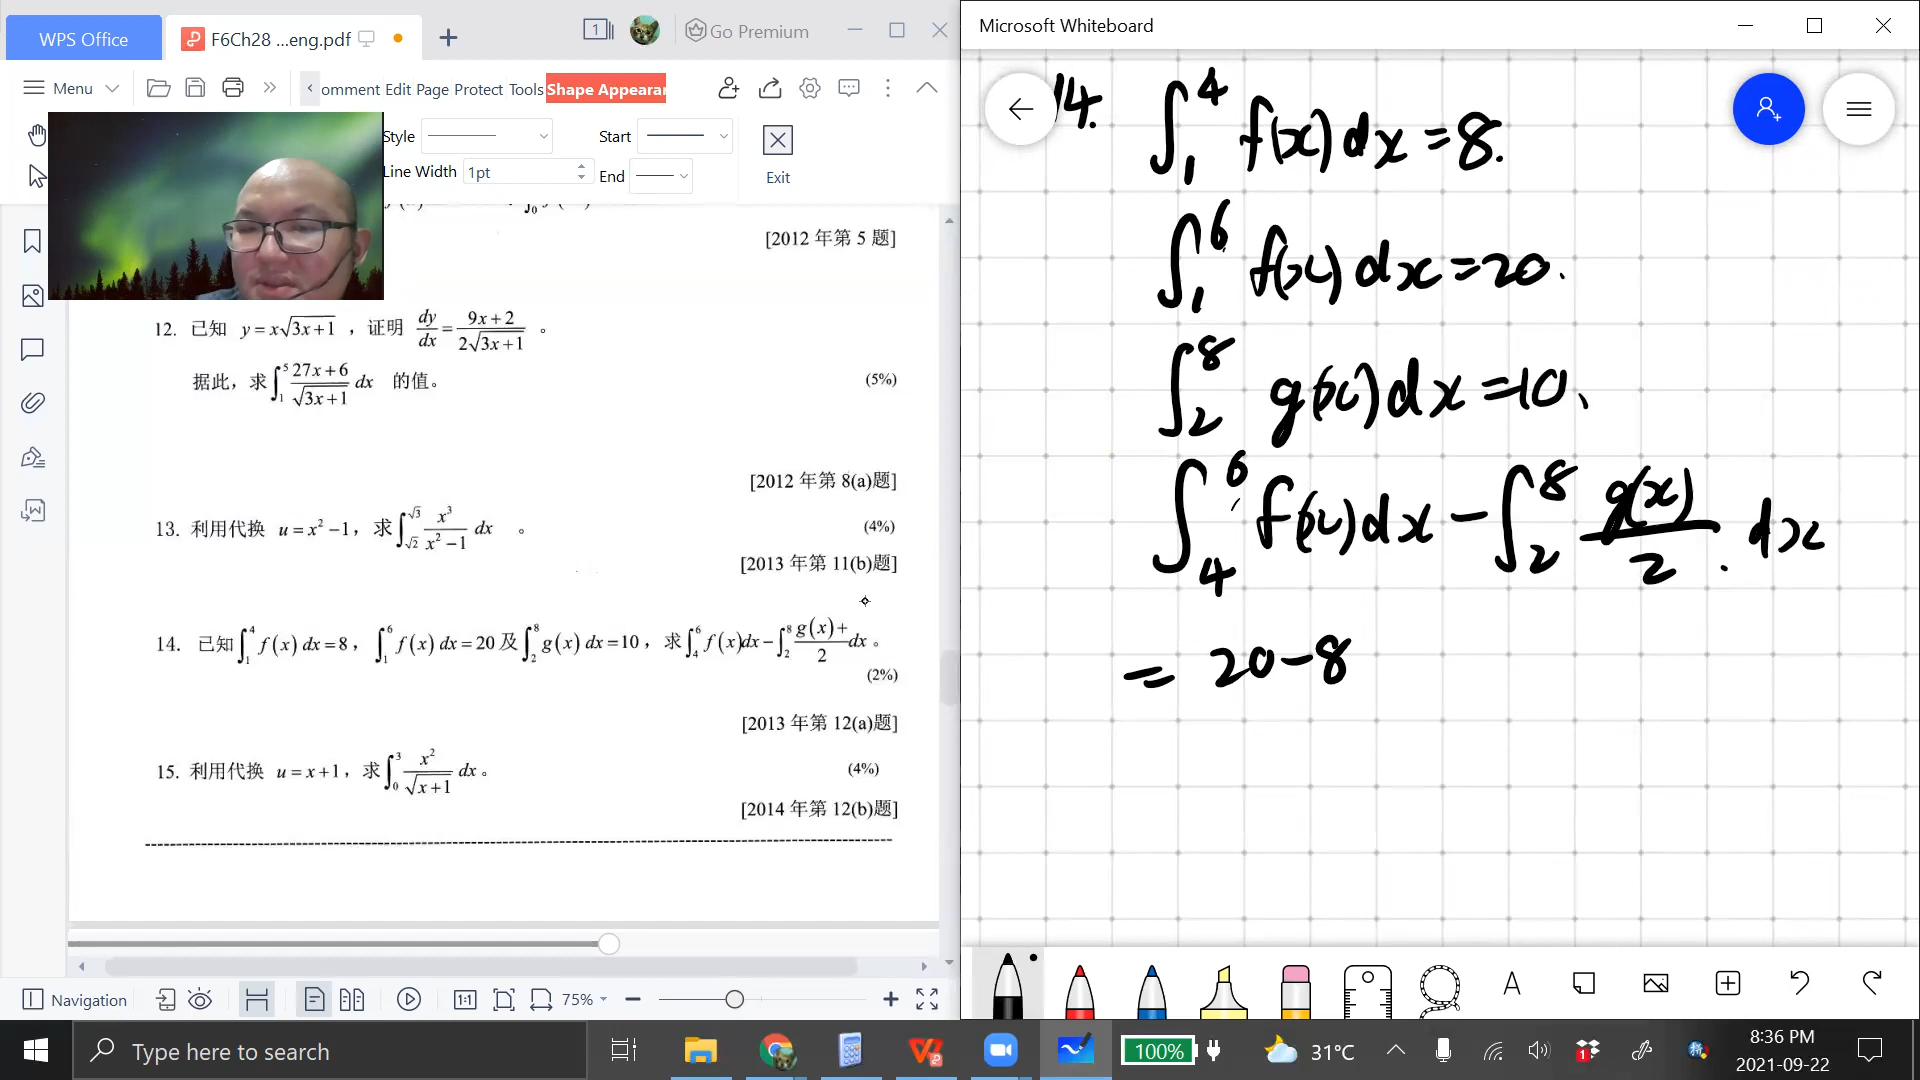 WPS Office
F6Ch28 ...eng.pdf
1
Go Premium
Menu
omment Edit Page Protect Tools Shape Appearar
Style
Start
Line Width 1pt
End
Exit
[2012 年第 5 题]
12. 已知 y = x√(3x+1) ，证明 dy/dx = (9x+2)/(2√(3x+1)) 。
据此，求 ∫₁⁵ (27x+6)/√(3x+1) dx 的值。 (5%)
[2012 年第 8(a)题]
13. 利用代换 u = x² −1，求 ∫_√2^√3 x³/(x²−1) dx 。 (4%)
[2013 年第 11(b)题]
14. 已知 ∫₁⁴ f(x) dx = 8， ∫₁⁶ f(x) dx = 20 及 ∫₂⁸ g(x) dx = 10，求 ∫₄⁶ f(x)dx − ∫₂⁸ (g(x)+)/2 dx 。
(2%)
[2013 年第 12(a)题]
15. 利用代换 u = x +1，求 ∫₀³ x²/√(x+1) dx 。 (4%)
[2014 年第 12(b)题]
Navigation
1:1
75%
Microsoft Whiteboard
14. ∫₁⁴ f(x) dx = 8.
∫₁⁶ f(x) dx = 20.
∫₂⁸ g(x) dx = 10.
∫₄⁶ f(x) dx − ∫₂⁸ g(x)/2 dx
= 20 − 8
A
Type here to search
100%
31°C
1
8:36 PM
2021-09-22